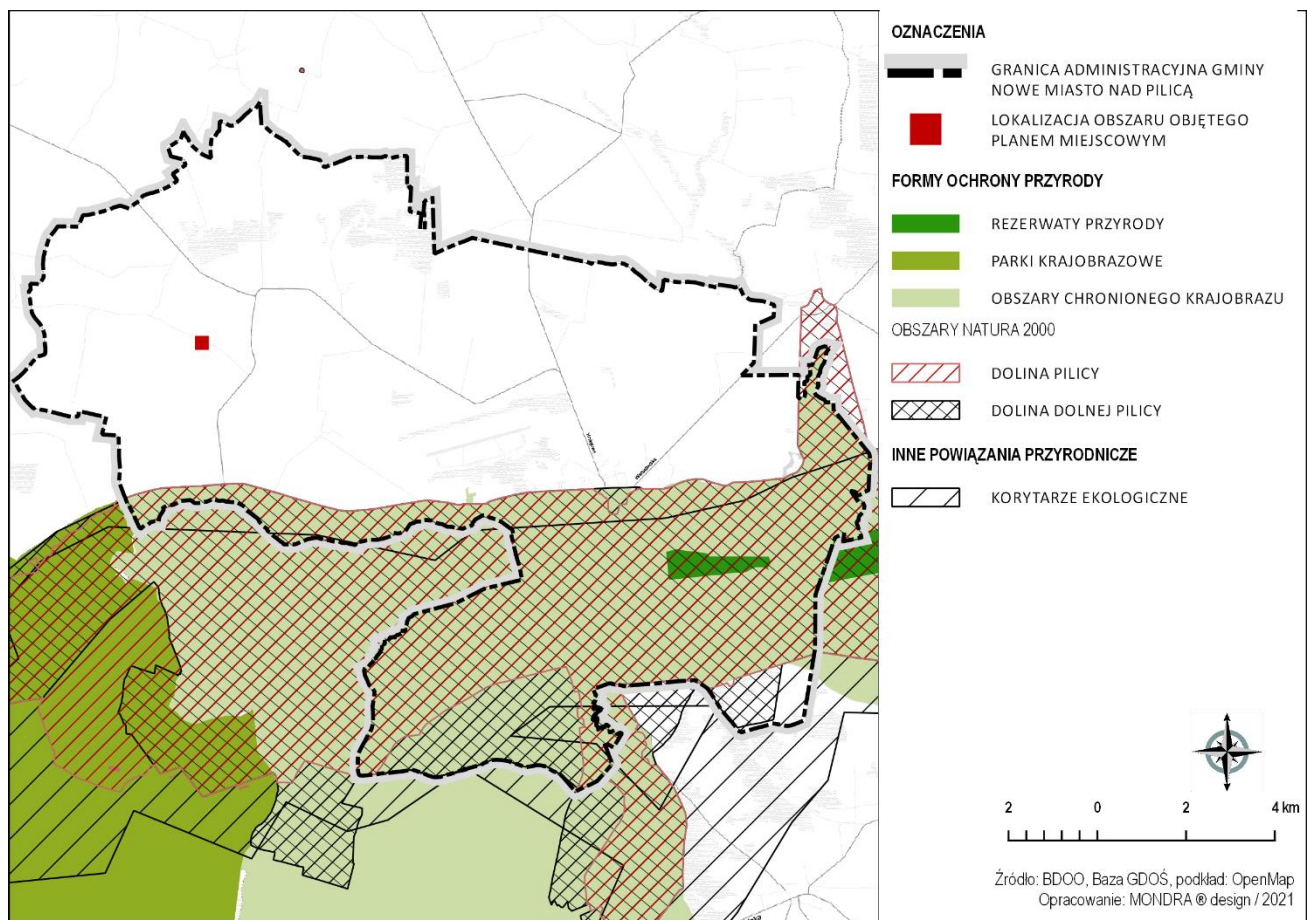 OZNACZENIA
GRANICA ADMINISTRACYJNA GMINY
NOWE MIASTO NAD PILICĄ
LOKALIZACJA OBSZARU OBJĘTEGO
PLANEM MIEJSCOWYM
FORMY OCHRONY PRZYRODY
REZERWATY PRZYRODY
PARKI KRAJOBRAZOWE
OBSZARY CHRONIONEGO KRAJOBRAZU
OBSZARY NATURA 2000
DOLINA PILICY
DOLINA DOLNEJ PILICY
INNE POWIĄZANIA PRZYRODNICZE
KORYTARZE EKOLOGICZNE
2 0 2 4 km
Źródło: BDOO, Baza GDOŚ, podkład: OpenMap
Opracowanie: MONDRA ® design / 2021